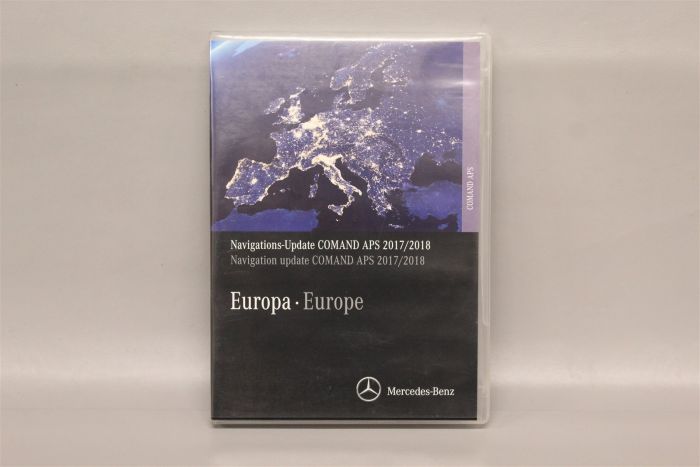 COMAND APS
Navigations-Update COMAND APS 2017/2018
Navigation update COMAND APS 2017/2018
Europa · Europe
Mercedes-Benz